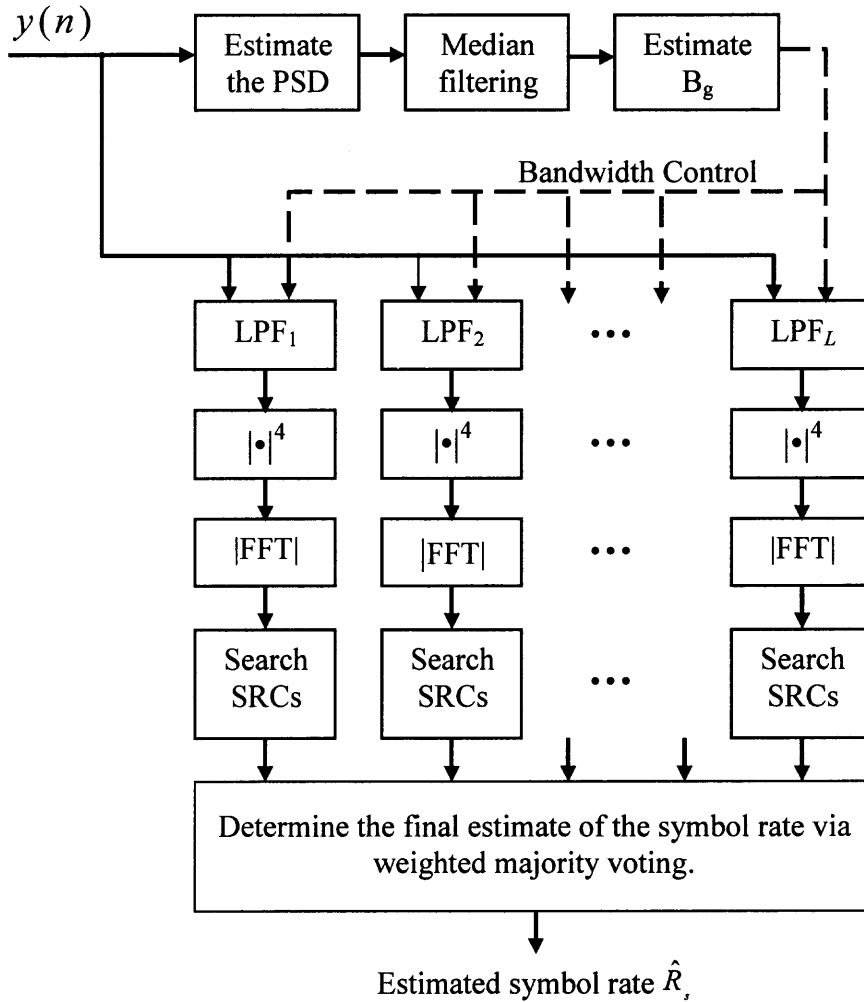 y(n)
Estimate
the PSD
Median
filtering
Estimate
B_g
Bandwidth Control
LPF_1
LPF_2
...
LPF_L
|•|^4
|•|^4
...
|•|^4
|FFT|
|FFT|
...
|FFT|
Search
SRCs
Search
SRCs
...
Search
SRCs
Determine the final estimate of the symbol rate via
weighted majority voting.
Estimated symbol rate R̂_s